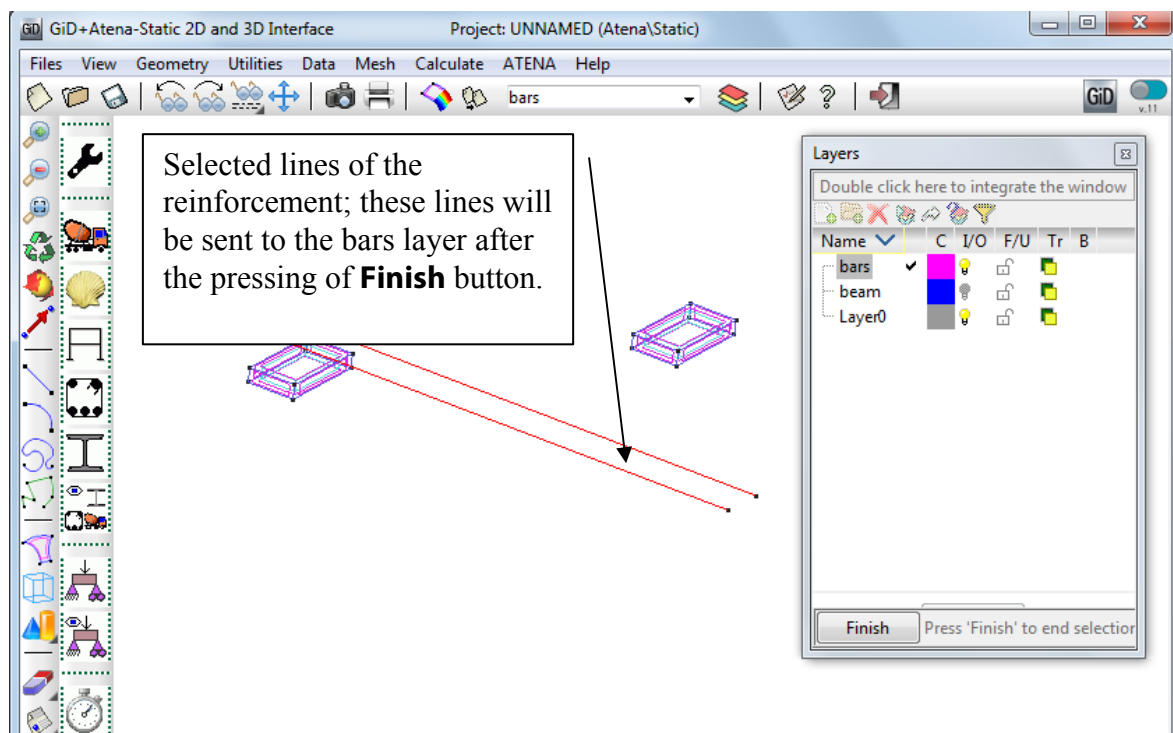 GiD GiD+Atena-Static 2D and 3D Interface Project: UNNAMED (Atena\Static)
Files View Geometry Utilities Data Mesh Calculate ATENA Help
bars GiD
v.11
Selected lines of the
reinforcement; these lines will
be sent to the bars layer after
the pressing of Finish button.
Layers
Double click here to integrate the window
Name C I/O F/U Tr B
bars
beam
Layer0
Finish Press 'Finish' to end selection